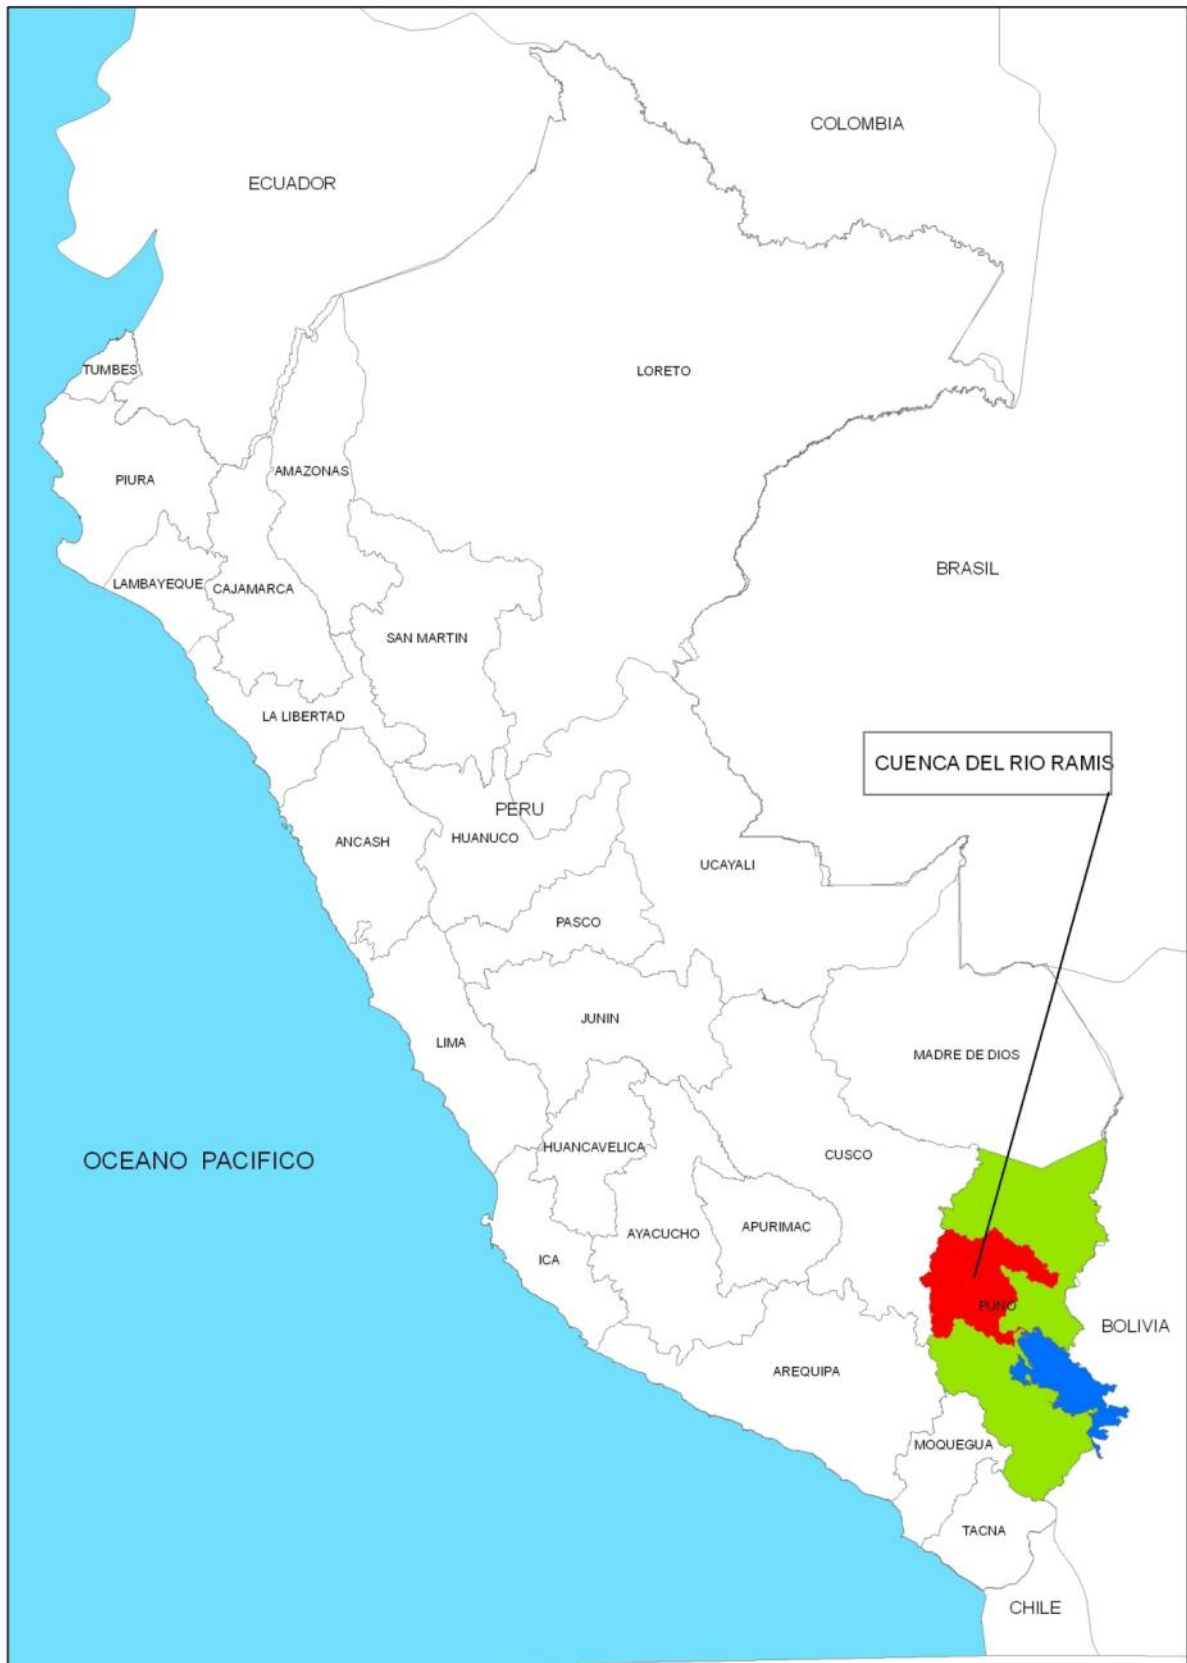 COLOMBIA
ECUADOR
TUMBES
LORETO
AMAZONAS
PIURA
BRASIL
LAMBAYEQUE
CAJAMARCA
SAN MARTIN
LA LIBERTAD
CUENCA DEL RIO RAMIS
PERU
ANCASH
HUANUCO
UCAYALI
PASCO
JUNIN
LIMA
MADRE DE DIOS
HUANCAVELICA
CUSCO
OCEANO PACIFICO
AYACUCHO
APURIMAC
ICA
PUNO
BOLIVIA
AREQUIPA
MOQUEGUA
TACNA
CHILE